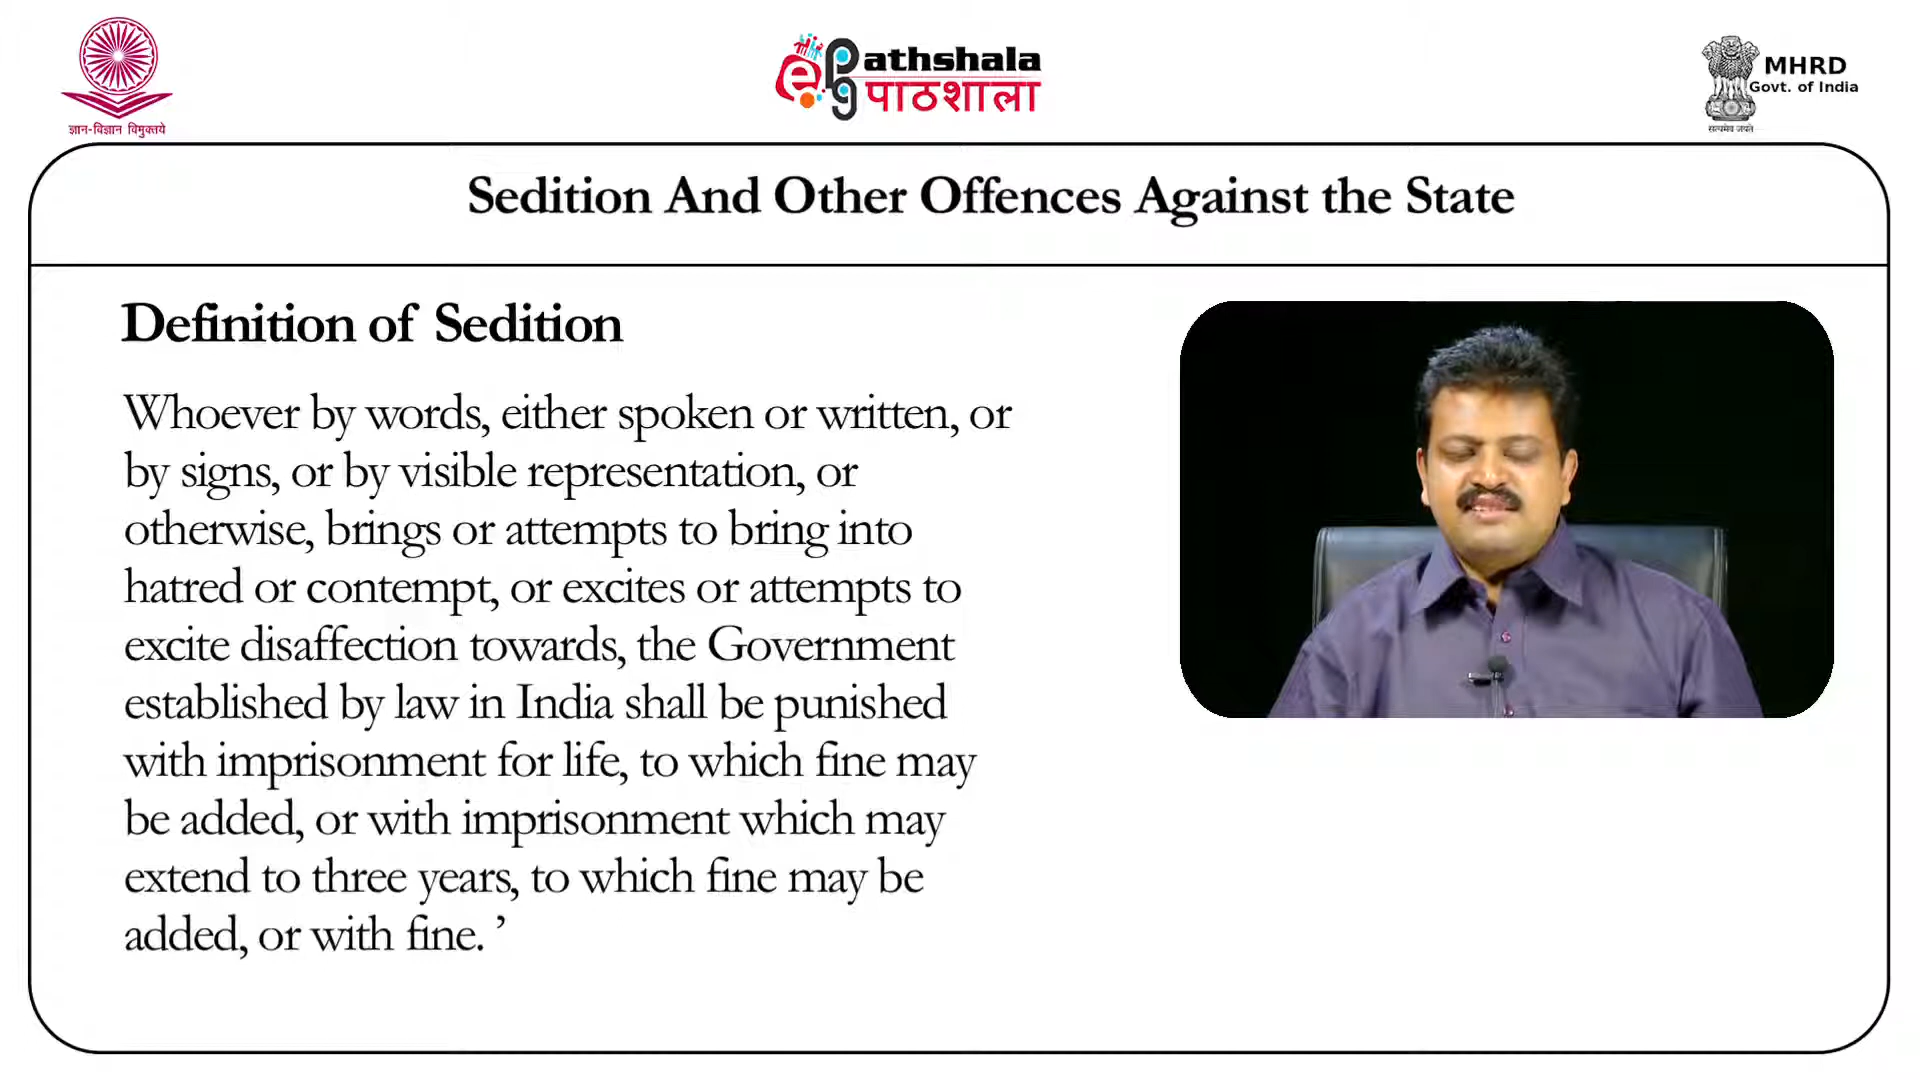 ज्ञान-विज्ञान विमुक्तये
ePG athshala
पाठशाला
MHRD
Govt. of India
सत्यमेव जयते
Sedition And Other Offences Against the State
Definition of Sedition
Whoever by words, either spoken or written, or
by signs, or by visible representation, or
otherwise, brings or attempts to bring into
hatred or contempt, or excites or attempts to
excite disaffection towards, the Government
established by law in India shall be punished
with imprisonment for life, to which fine may
be added, or with imprisonment which may
extend to three years, to which fine may be
added, or with fine. ’